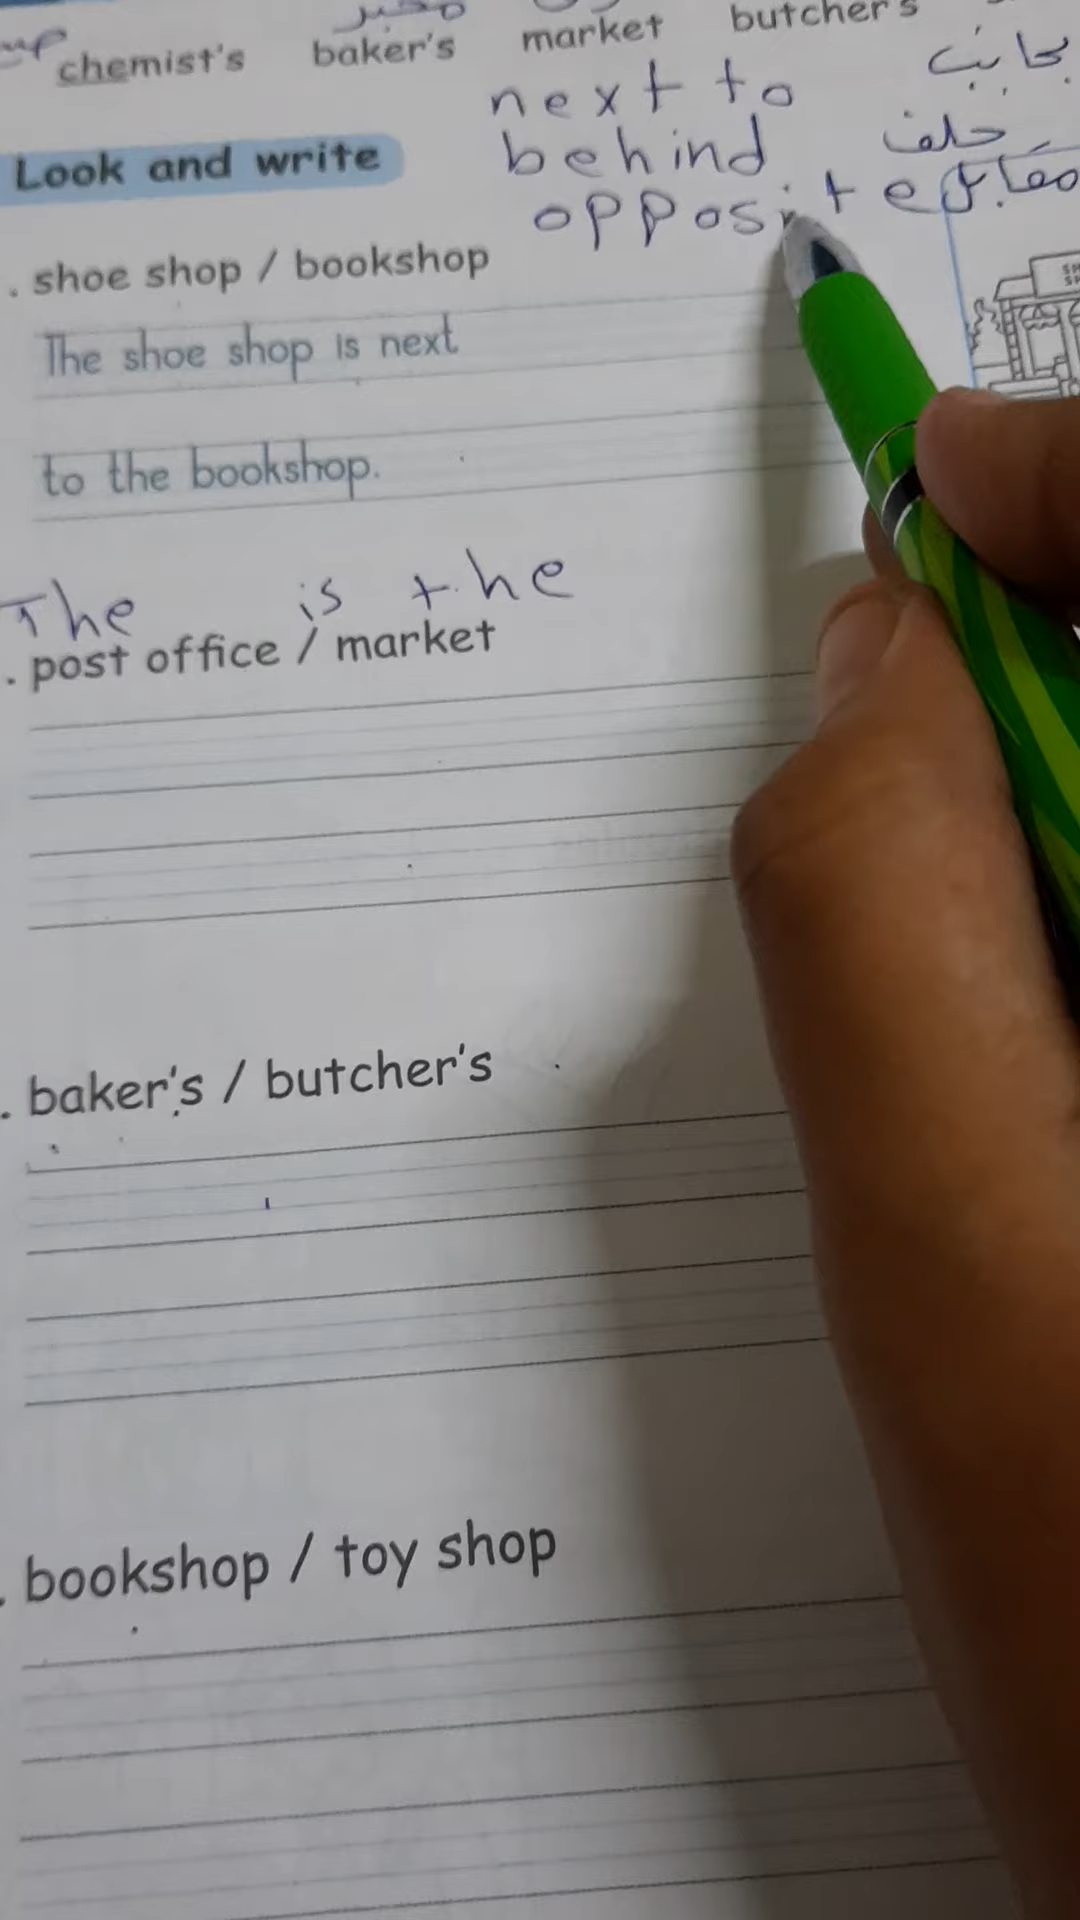 مخبز
chemist's baker's market butcher's
next to بجانب
behind خلف
opposite مقابل
Look and write
. shoe shop / bookshop
The shoe shop is next
to the bookshop.
The is the
. post office / market
. baker's / butcher's
. bookshop / toy shop